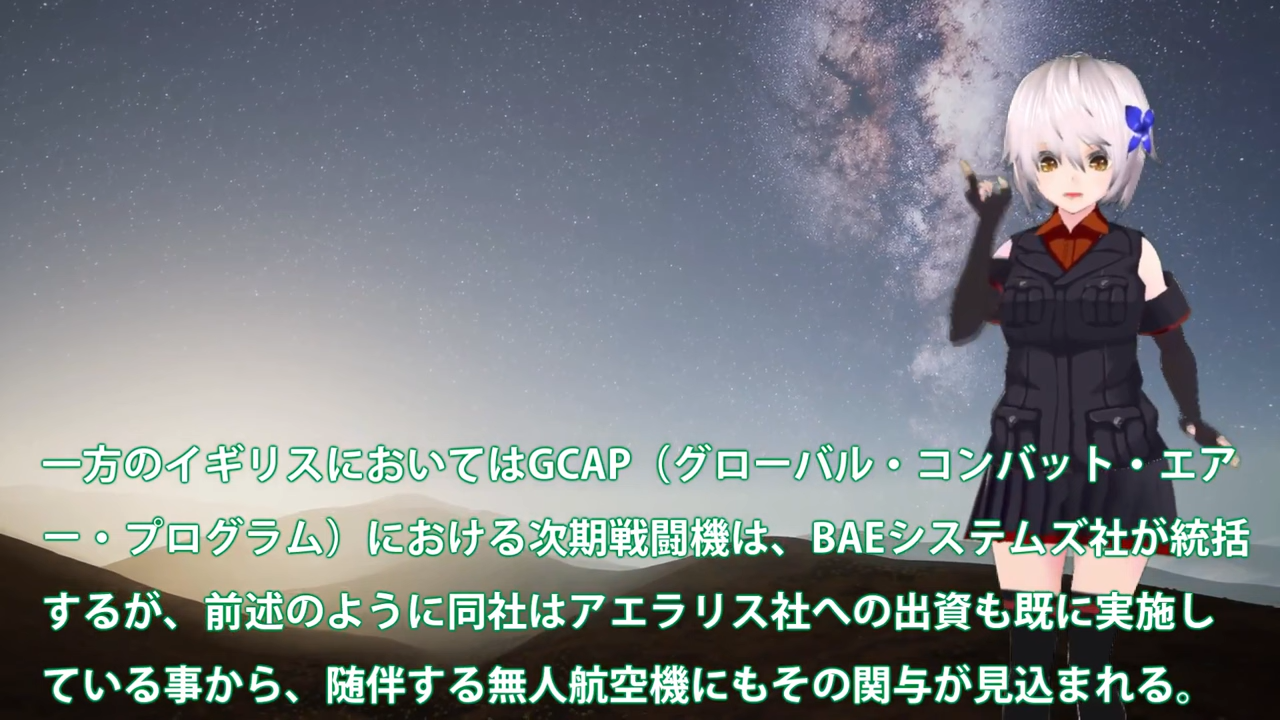 一方のイギリスにおいてはGCAP（グローバル・コンバット・エア
ー・プログラム）における次期戦闘機は、BAEシステムズ社が統括
するが、前述のように同社はアエラリス社への出資も既に実施し
ている事から、随伴する無人航空機にもその関与が見込まれる。